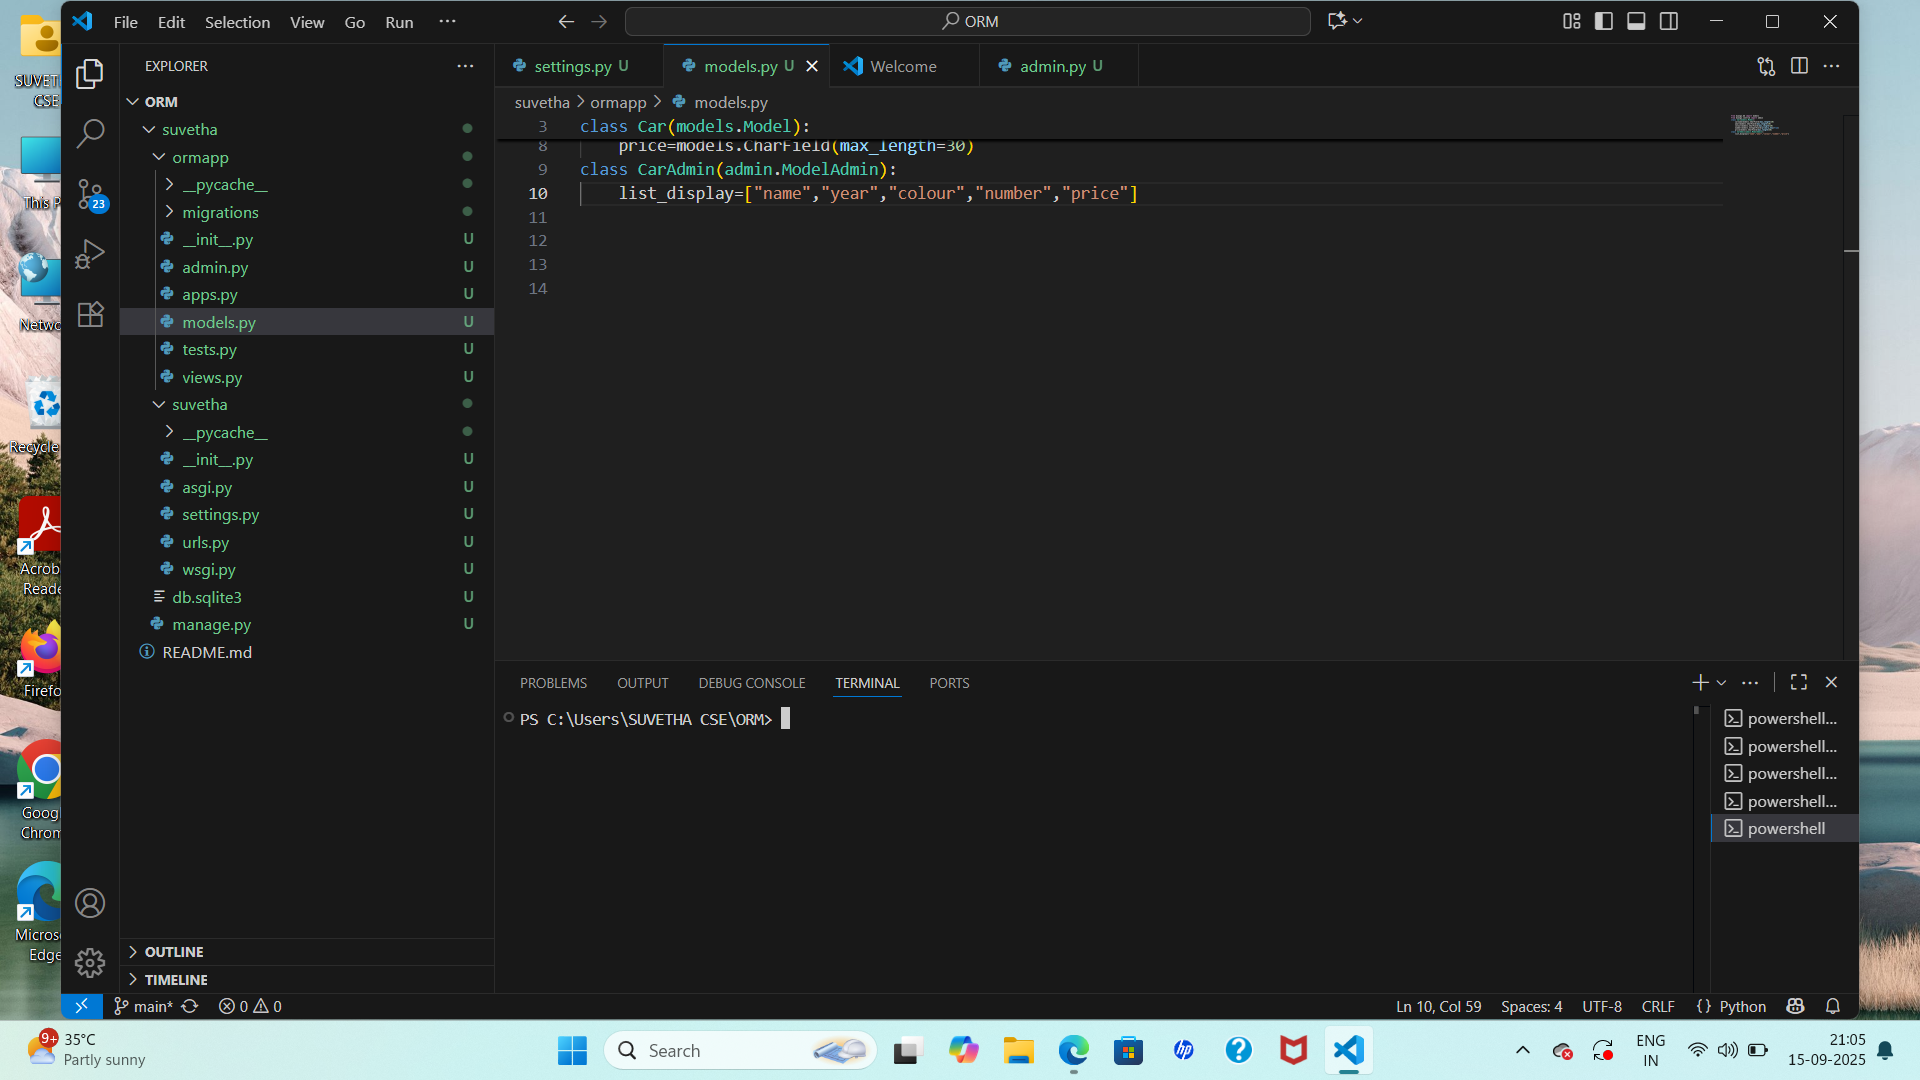 File Edit Selection View Go Run ···
ORM
EXPLORER
settings.py U
models.py U
Welcome
admin.py U
ORM
suvetha
ormapp
__pycache__
migrations
__init__.py U
admin.py U
apps.py U
models.py U
tests.py U
views.py U
suvetha
__pycache__
__init__.py U
asgi.py U
settings.py U
urls.py U
wsgi.py U
db.sqlite3 U
manage.py U
README.md
OUTLINE
TIMELINE
23
suvetha > ormapp > models.py
3 class Car(models.Model):
8 price=models.CharField(max_length=30)
9 class CarAdmin(admin.ModelAdmin):
10 list_display=["name","year","colour","number","price"]
11
12
13
14
PROBLEMS OUTPUT DEBUG CONSOLE TERMINAL PORTS
PS C:\Users\SUVETHA CSE\ORM>
powershell...
powershell...
powershell...
powershell...
powershell
main* 0 0
Ln 10, Col 59 Spaces: 4 UTF-8 CRLF {} Python
SUVET
CSE
This P
Netwo
Recycle
Acrob
Reade
Firefo
Goog
Chrom
Micros
Edge
9+
35°C
Partly sunny
Search
hp
ENG
IN
21:05
15-09-2025